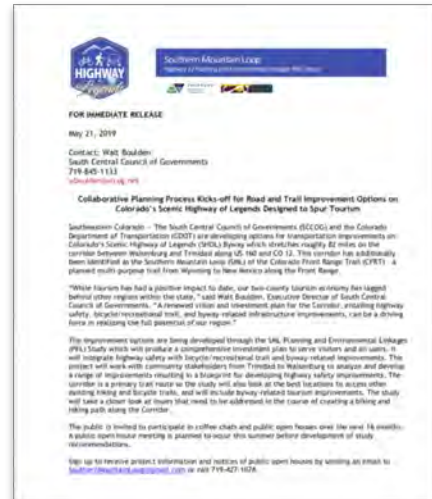 HIGHWAY
of
Legends
Southern Mountain Loop
FOR IMMEDIATE RELEASE
May 21, 2019
Contact: Walt Boulden
South Central Council of Governments
719-845-1133
Collaborative Planning Process Kicks-off for Road and Trail Improvement Options on
Colorado's Scenic Highway of Legends Designed to Spur Tourism
Southeastern Colorado – The South Central Council of Governments (SCCOG) and the Colorado
Department of Transportation (CDOT) are developing options for transportation improvements on
Colorado's Scenic Highway of Legends (SHOL) Byway which stretches roughly 82 miles on the
corridor between Walsenburg and Trinidad along US 160 and CO 12. This corridor has additionally
been identified as the Southern Mountain Loop (SML) of the Colorado Front Range Trail (CFRT) – a
planned multi-purpose trail from Wyoming to New Mexico along the Front Range.
"While tourism has had a positive impact to date, our two-county tourism economy has lagged
behind other regions within the state," said Walt Boulden, Executive Director of South Central
Council of Governments. "A renewed vision and investment plan for the Corridor, entailing highway
safety, bicycle/recreational trail, and byway-related infrastructure improvements, can be a driving
force in realizing the full potential of our region."
The improvement options are being developed through the SML Planning and Environmental Linkages
(PEL) Study which will produce a comprehensive investment plan to serve visitors and all users. It
will integrate highway safety with bicycle/recreational trail and byway-related improvements. The
project will work with community stakeholders from Trinidad to Walsenburg to analyze and develop
a range of improvements resulting in a blueprint for developing highway safety improvements. The
corridor is a primary trail route so the study will also look at the best locations to access other
existing hiking and bicycle trails, and will include byway-related tourism improvements. The study
will take a closer look at issues that need to be addressed in the course of creating a biking and
hiking path along the Corridor.
The public is invited to participate in coffee chats and public open houses over the next 16 months.
A public open house meeting is planned to occur this summer before development of study
recommendations.
Sign up to receive project information and notices of public open houses by sending an email to
SouthernMountainLoop@gmail.com or call 719-427-1028.